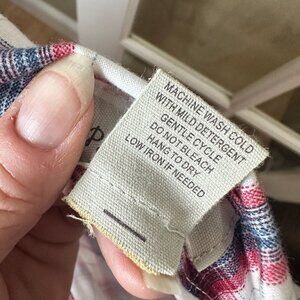 MACHINE WASH COLD
WITH MILD DETERGENT
GENTLE CYCLE
DO NOT BLEACH
HANG TO DRY
LOW IRON IF NEEDED